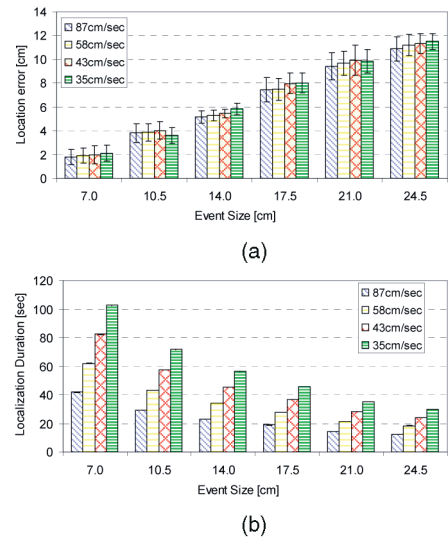 14
12
10
8
6
4
2
0
Location error [cm]
87cm/sec
58cm/sec
43cm/sec
35cm/sec
7.0 10.5 14.0 17.5 21.0 24.5
Event Size [cm]
(a)
120
100
80
60
40
20
0
Localization Duration [sec]
87cm/sec
58cm/sec
43cm/sec
35cm/sec
7.0 10.5 14.0 17.5 21.0 24.5
Event Size [cm]
(b)